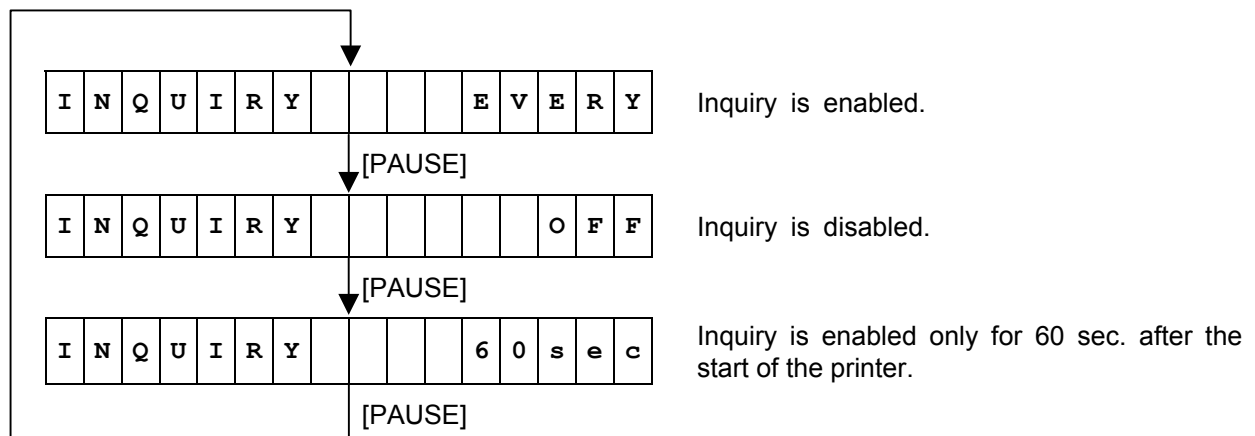 INQUIRY EVERY Inquiry is enabled.
[PAUSE]
INQUIRY OFF Inquiry is disabled.
[PAUSE]
INQUIRY 60sec Inquiry is enabled only for 60 sec. after the
start of the printer.
[PAUSE]